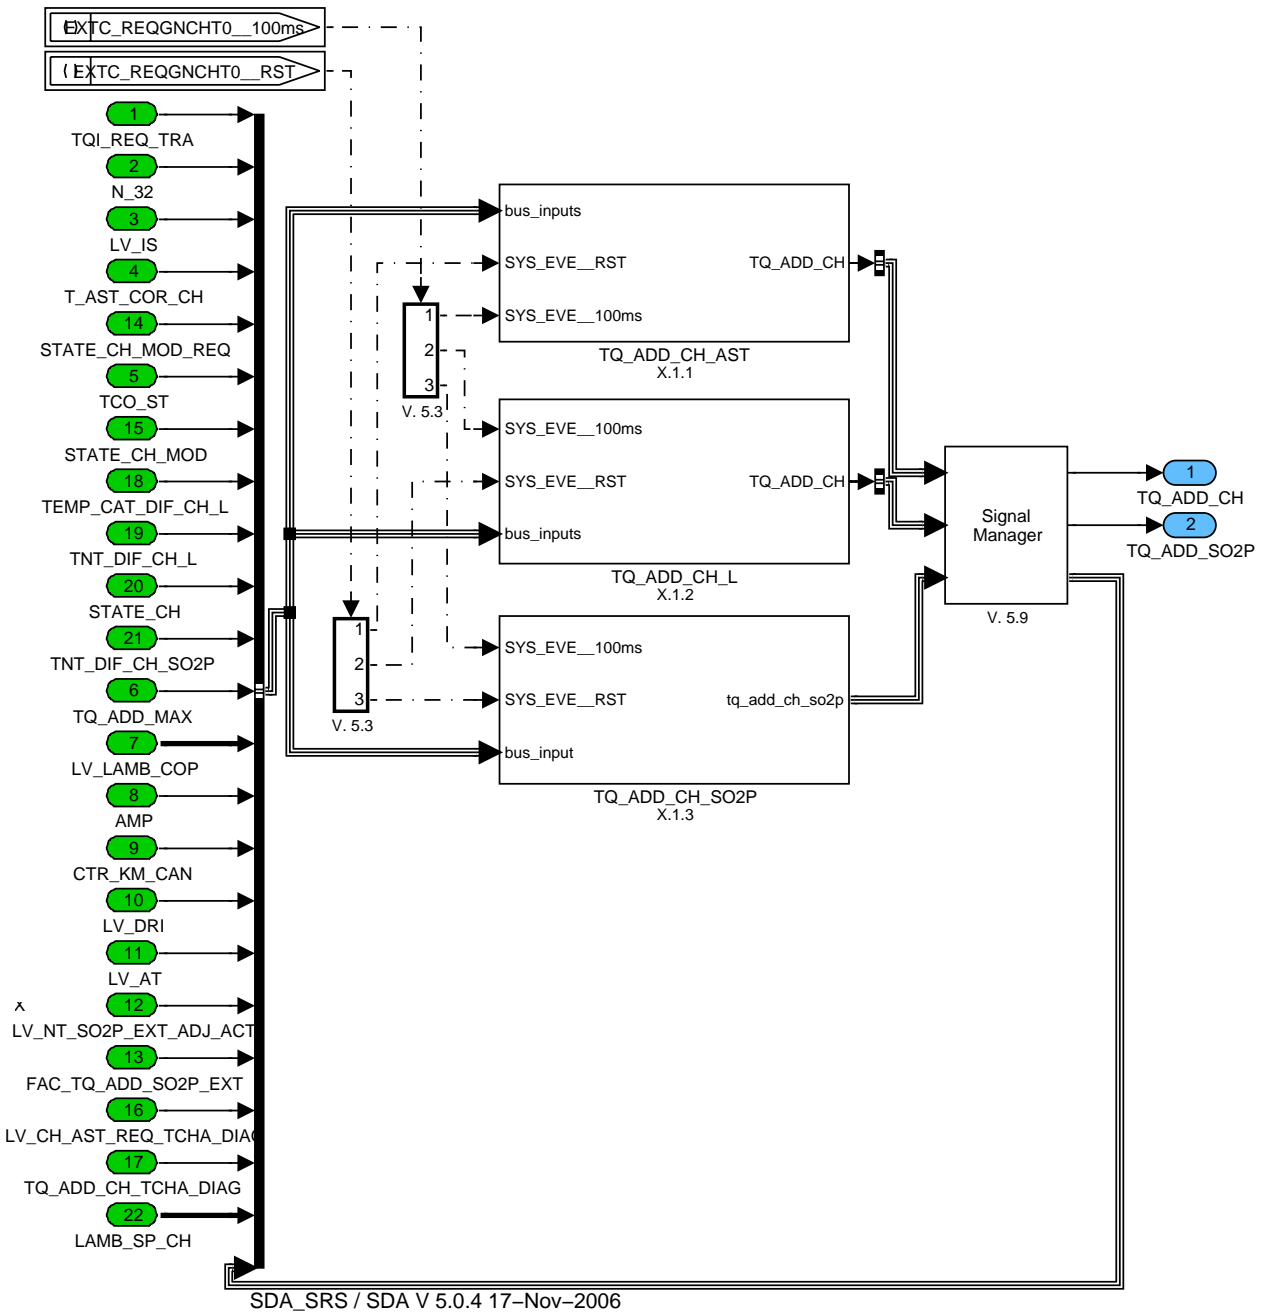 EXTC_REQGNCHT0__100ms
EXTC_REQGNCHT0__RST
1
TQI_REQ_TRA
2
N_32
3
LV_IS
4
T_AST_COR_CH
14
STATE_CH_MOD_REQ
5
TCO_ST
15
STATE_CH_MOD
18
TEMP_CAT_DIF_CH_L
19
TNT_DIF_CH_L
20
STATE_CH
21
TNT_DIF_CH_SO2P
6
TQ_ADD_MAX
7
LV_LAMB_COP
8
AMP
9
CTR_KM_CAN
10
LV_DRI
11
LV_AT
12
LV_NT_SO2P_EXT_ADJ_ACT
13
FAC_TQ_ADD_SO2P_EXT
16
LV_CH_AST_REQ_TCHA_DIAG
17
TQ_ADD_CH_TCHA_DIAG
22
LAMB_SP_CH
1
2
3
V. 5.3
1
2
3
V. 5.3
bus_inputs
SYS_EVE__RST
TQ_ADD_CH
SYS_EVE__100ms
TQ_ADD_CH_AST
X.1.1
SYS_EVE__100ms
SYS_EVE__RST
TQ_ADD_CH
bus_inputs
TQ_ADD_CH_L
X.1.2
SYS_EVE__100ms
SYS_EVE__RST
tq_add_ch_so2p
bus_input
TQ_ADD_CH_SO2P
X.1.3
Signal
Manager
V. 5.9
1
TQ_ADD_CH
2
TQ_ADD_SO2P
SDA_SRS / SDA V 5.0.4 17–Nov–2006